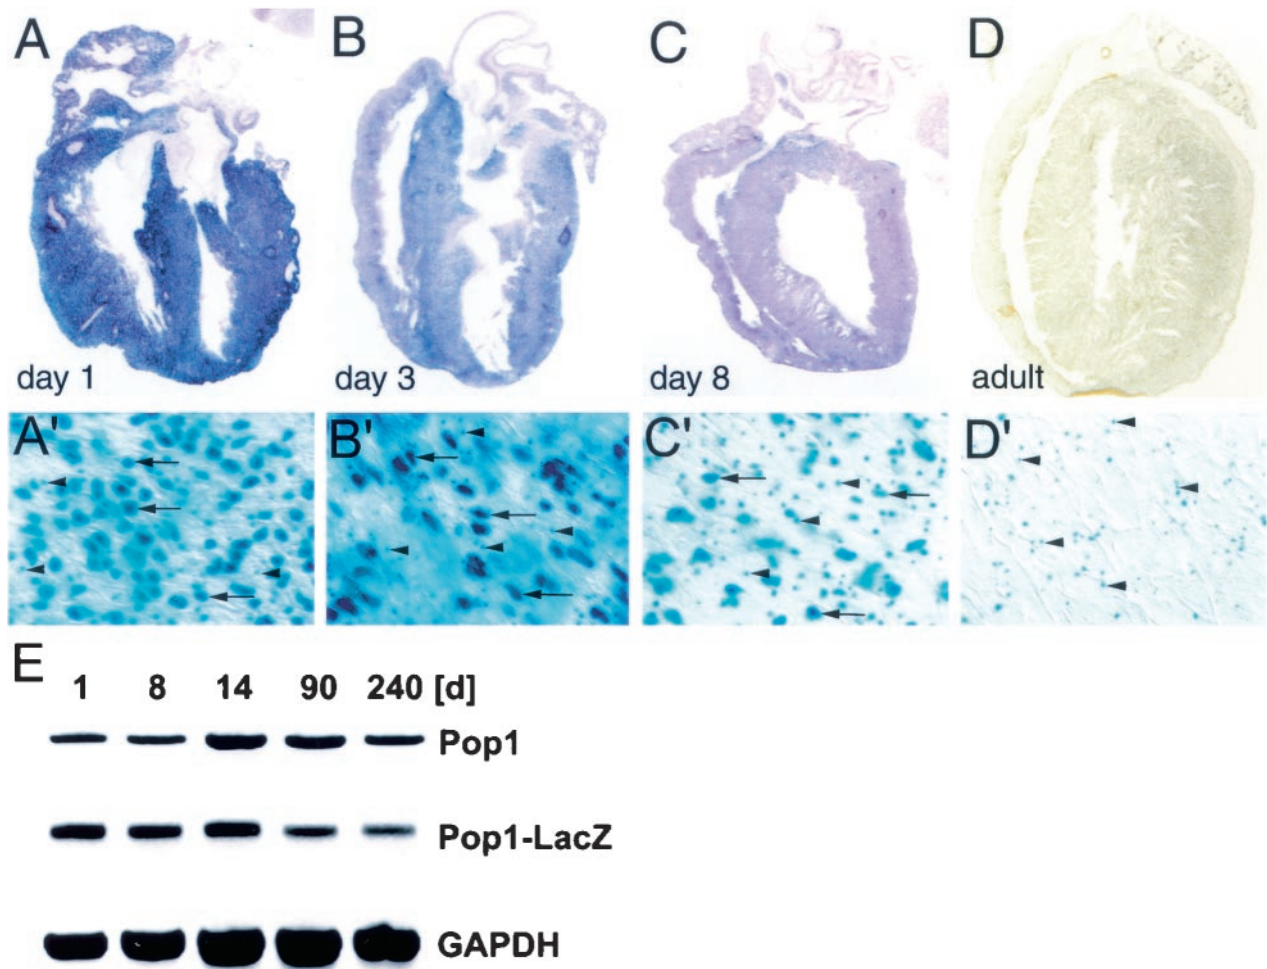 A B C D
day 1 day 3 day 8 adult
A' B' C' D'
E
1 8 14 90 240 [d]
Pop1
Pop1-LacZ
GAPDH